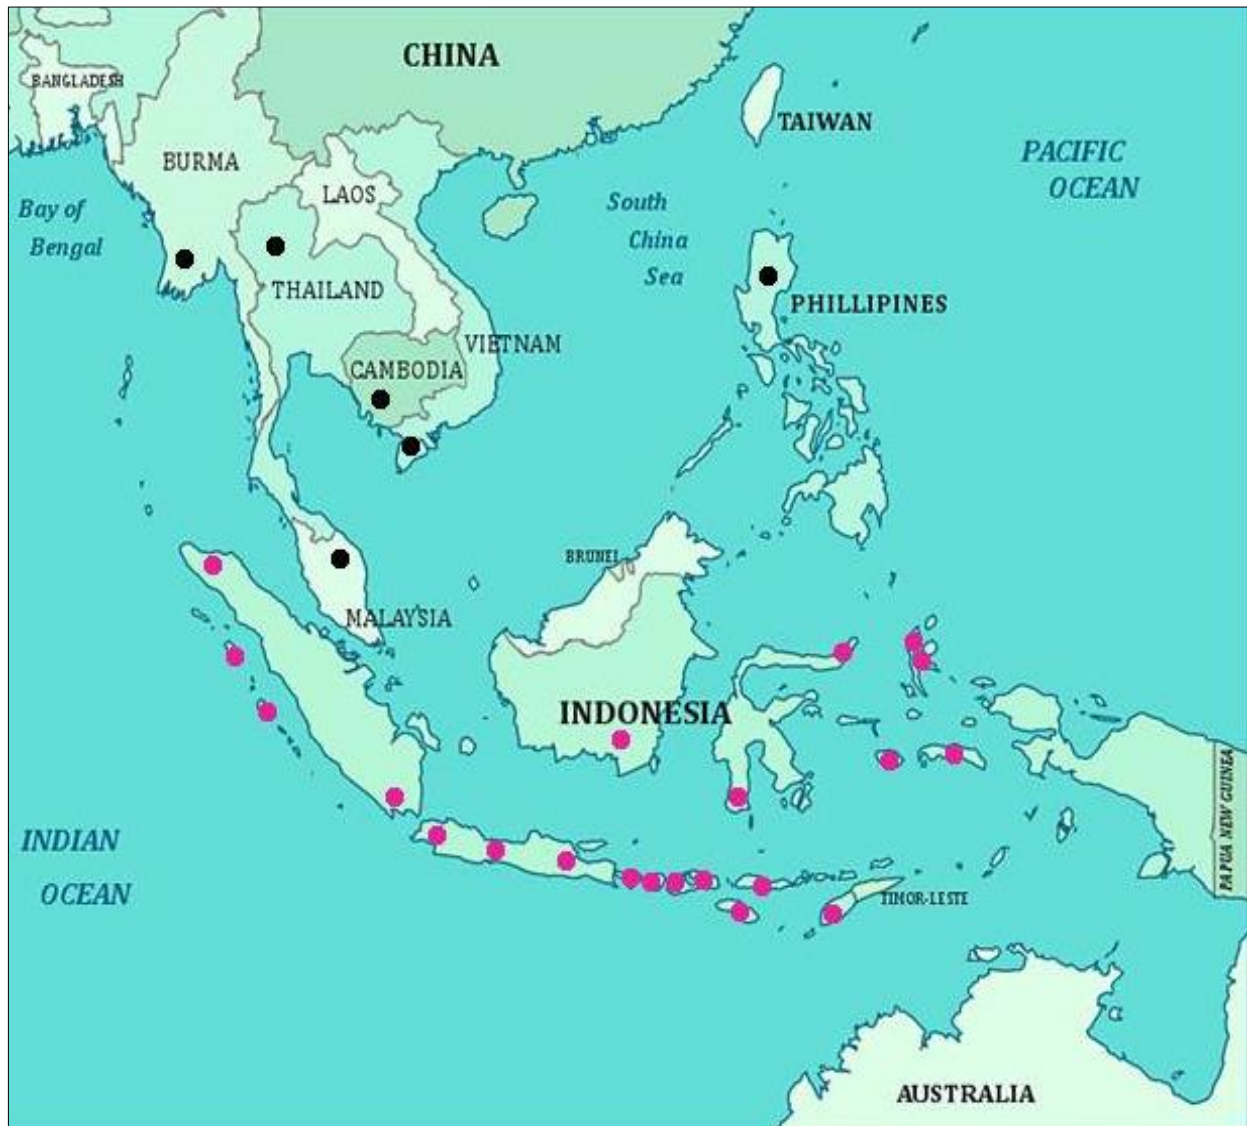 CHINA
BANGLADESH
TAIWAN
BURMA
PACIFIC
OCEAN
LAOS
South
China
Sea
Bay of
Bengal
THAILAND
PHILLIPINES
VIETNAM
CAMBODIA
BRUNEI
MALAYSIA
INDONESIA
PAPUA NEW GUINEA
INDIAN
OCEAN
TIMOR-LESTE
AUSTRALIA